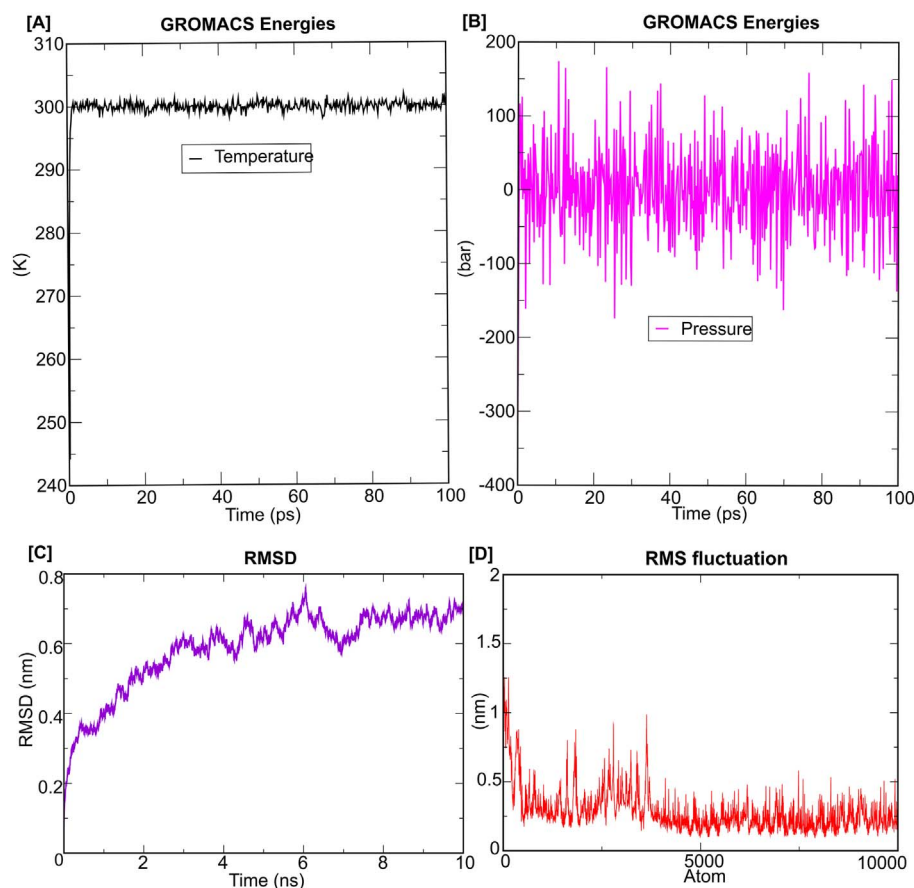 [A]
GROMACS Energies
310
300
290
280
270
260
250
240
(K)
Temperature
0 20 40 60 80 100
Time (ps)
[B]
GROMACS Energies
200
100
0
-100
-200
-300
-400
(bar)
Pressure
0 20 40 60 80 100
Time (ps)
[C]
RMSD
0.8
0.6
0.4
0.2
0
RMSD (nm)
0 2 4 6 8 10
Time (ns)
[D]
RMS fluctuation
2
1.5
1
0.5
0
(nm)
0 5000 10000
Atom